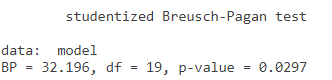 studentized Breusch-Pagan test
data:  model
BP = 32.196, df = 19, p-value = 0.0297